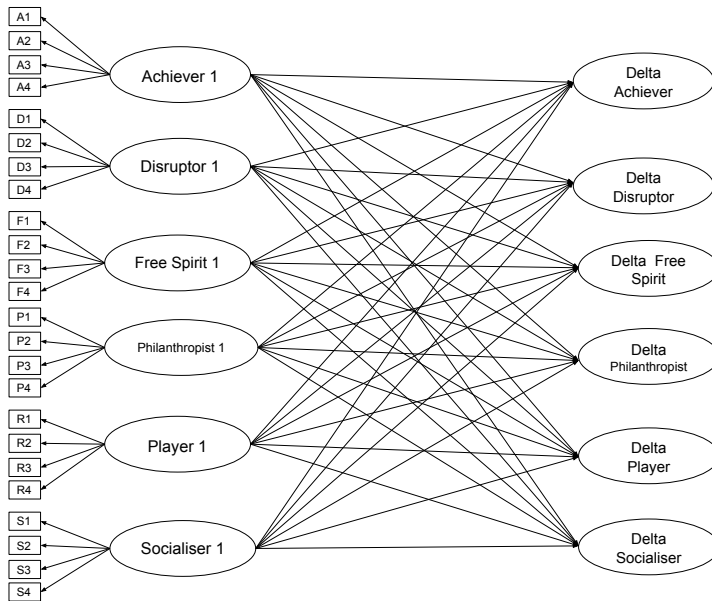 A1
A2
A3
A4
Achiever 1
D1
D2
D3
D4
Disruptor 1
F1
F2
F3
F4
Free Spirit 1
P1
P2
P3
P4
Philanthropist 1
R1
R2
R3
R4
Player 1
S1
S2
S3
S4
Socialiser 1
Delta
Achiever
Delta
Disruptor
Delta Free
Spirit
Delta
Philanthropist
Delta
Player
Delta
Socialiser